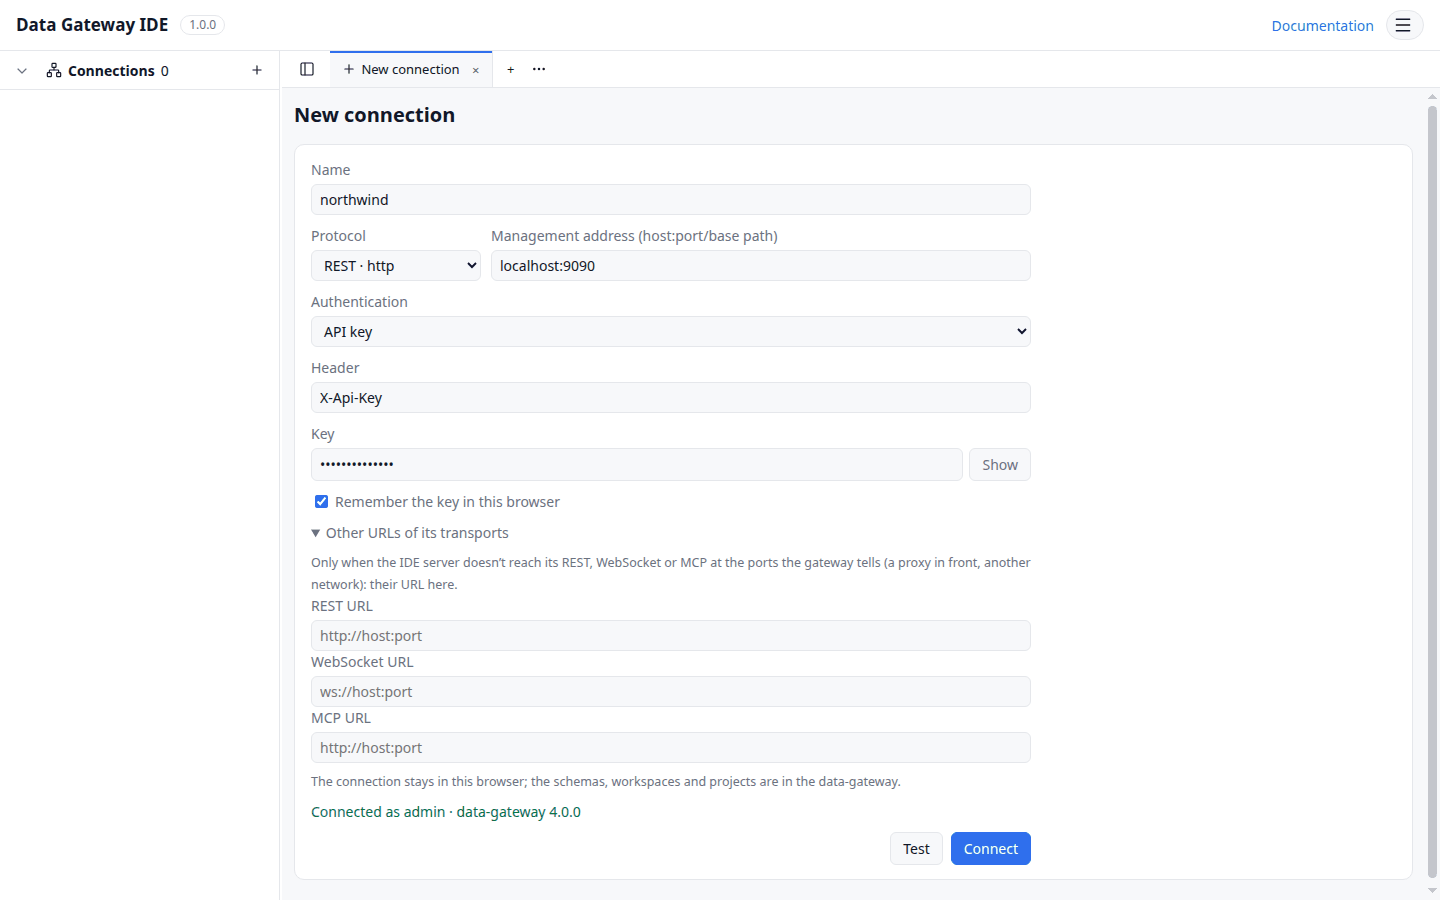 Data Gateway IDE 1.0.0 Documentation
Connections 0
New connection
New connection
Name
northwind
Protocol Management address (host:port/base path)
REST · http localhost:9090
Authentication
API key
Header
X-Api-Key
Key
•••••••••••••• Show
Remember the key in this browser
Other URLs of its transports
Only when the IDE server doesn't reach its REST, WebSocket or MCP at the ports the gateway tells (a proxy in front, another
network): their URL here.
REST URL
http://host:port
WebSocket URL
ws://host:port
MCP URL
http://host:port
The connection stays in this browser; the schemas, workspaces and projects are in the data-gateway.
Connected as admin · data-gateway 4.0.0
Test Connect